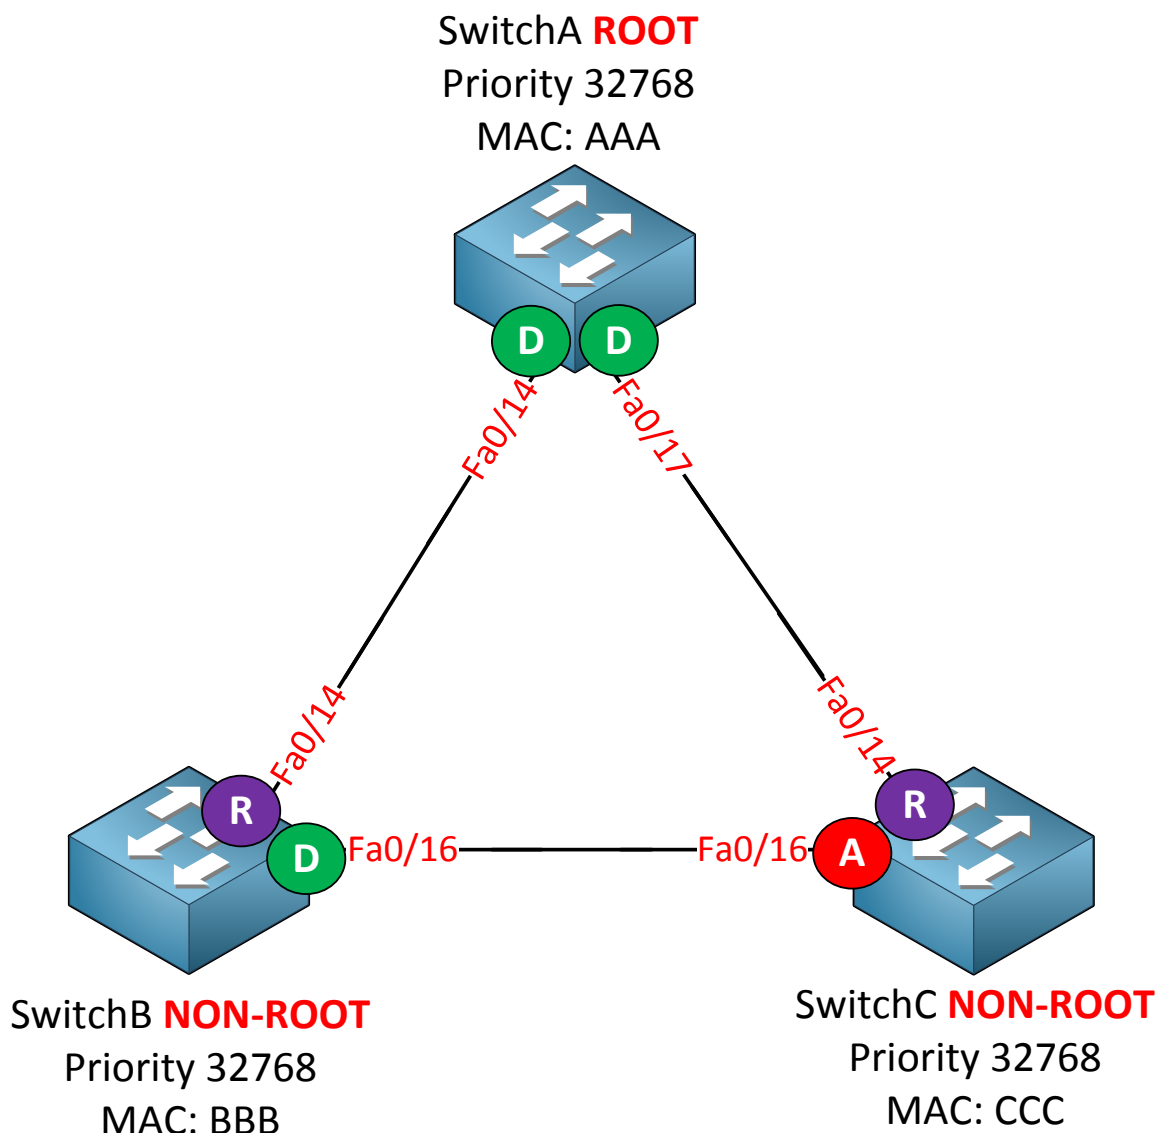 SwitchA ROOT
Priority 32768
MAC: AAA
D
D
Fa0/14
Fa0/17
Fa0/14
Fa0/14
R
R
D
Fa0/16
Fa0/16
A
SwitchB NON-ROOT
Priority 32768
MAC: BBB
SwitchC NON-ROOT
Priority 32768
MAC: CCC